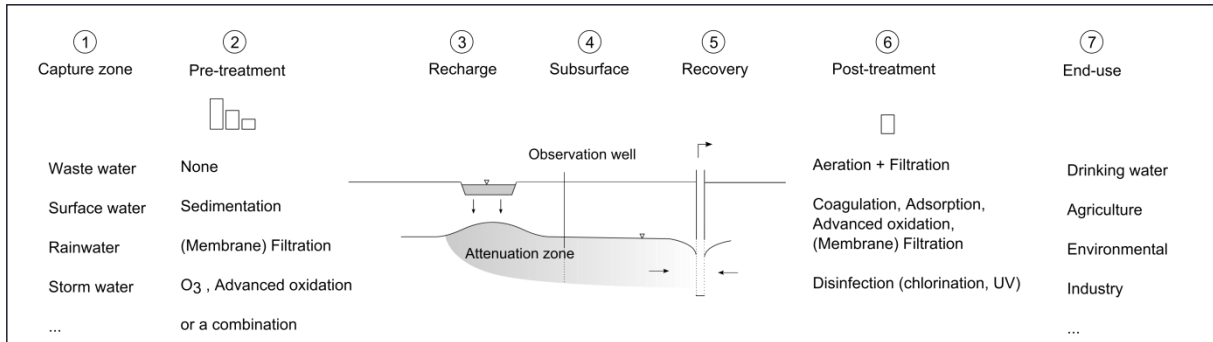 1
Capture zone
Waste water
Surface water
Rainwater
Storm water
...
2
Pre-treatment
None
Sedimentation
(Membrane) Filtration
O3 , Advanced oxidation
or a combination
3
Recharge
4
Subsurface
5
Recovery
Observation well
Attenuation zone
6
Post-treatment
Aeration + Filtration
Coagulation, Adsorption,
Advanced oxidation,
(Membrane) Filtration
Disinfection (chlorination, UV)
7
End-use
Drinking water
Agriculture
Environmental
Industry
...